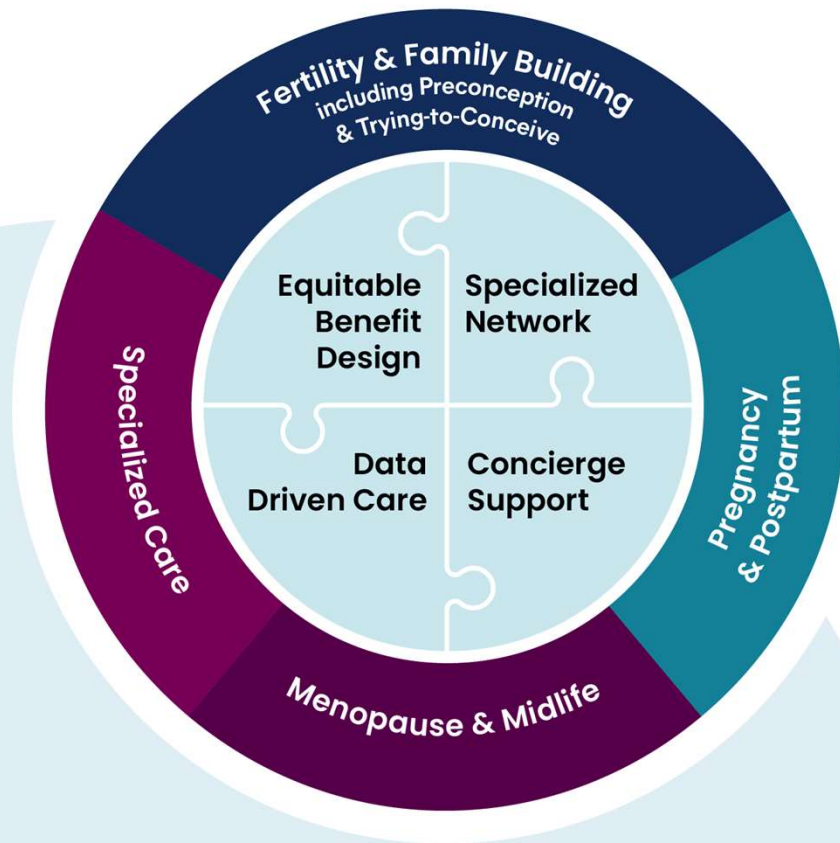 Fertility & Family Building
including Preconception
& Trying-to-Conceive
Equitable
Benefit
Design
Specialized
Network
Data
Driven Care
Concierge
Support
Specialized Care
Pregnancy
& Postpartum
Menopause & Midlife